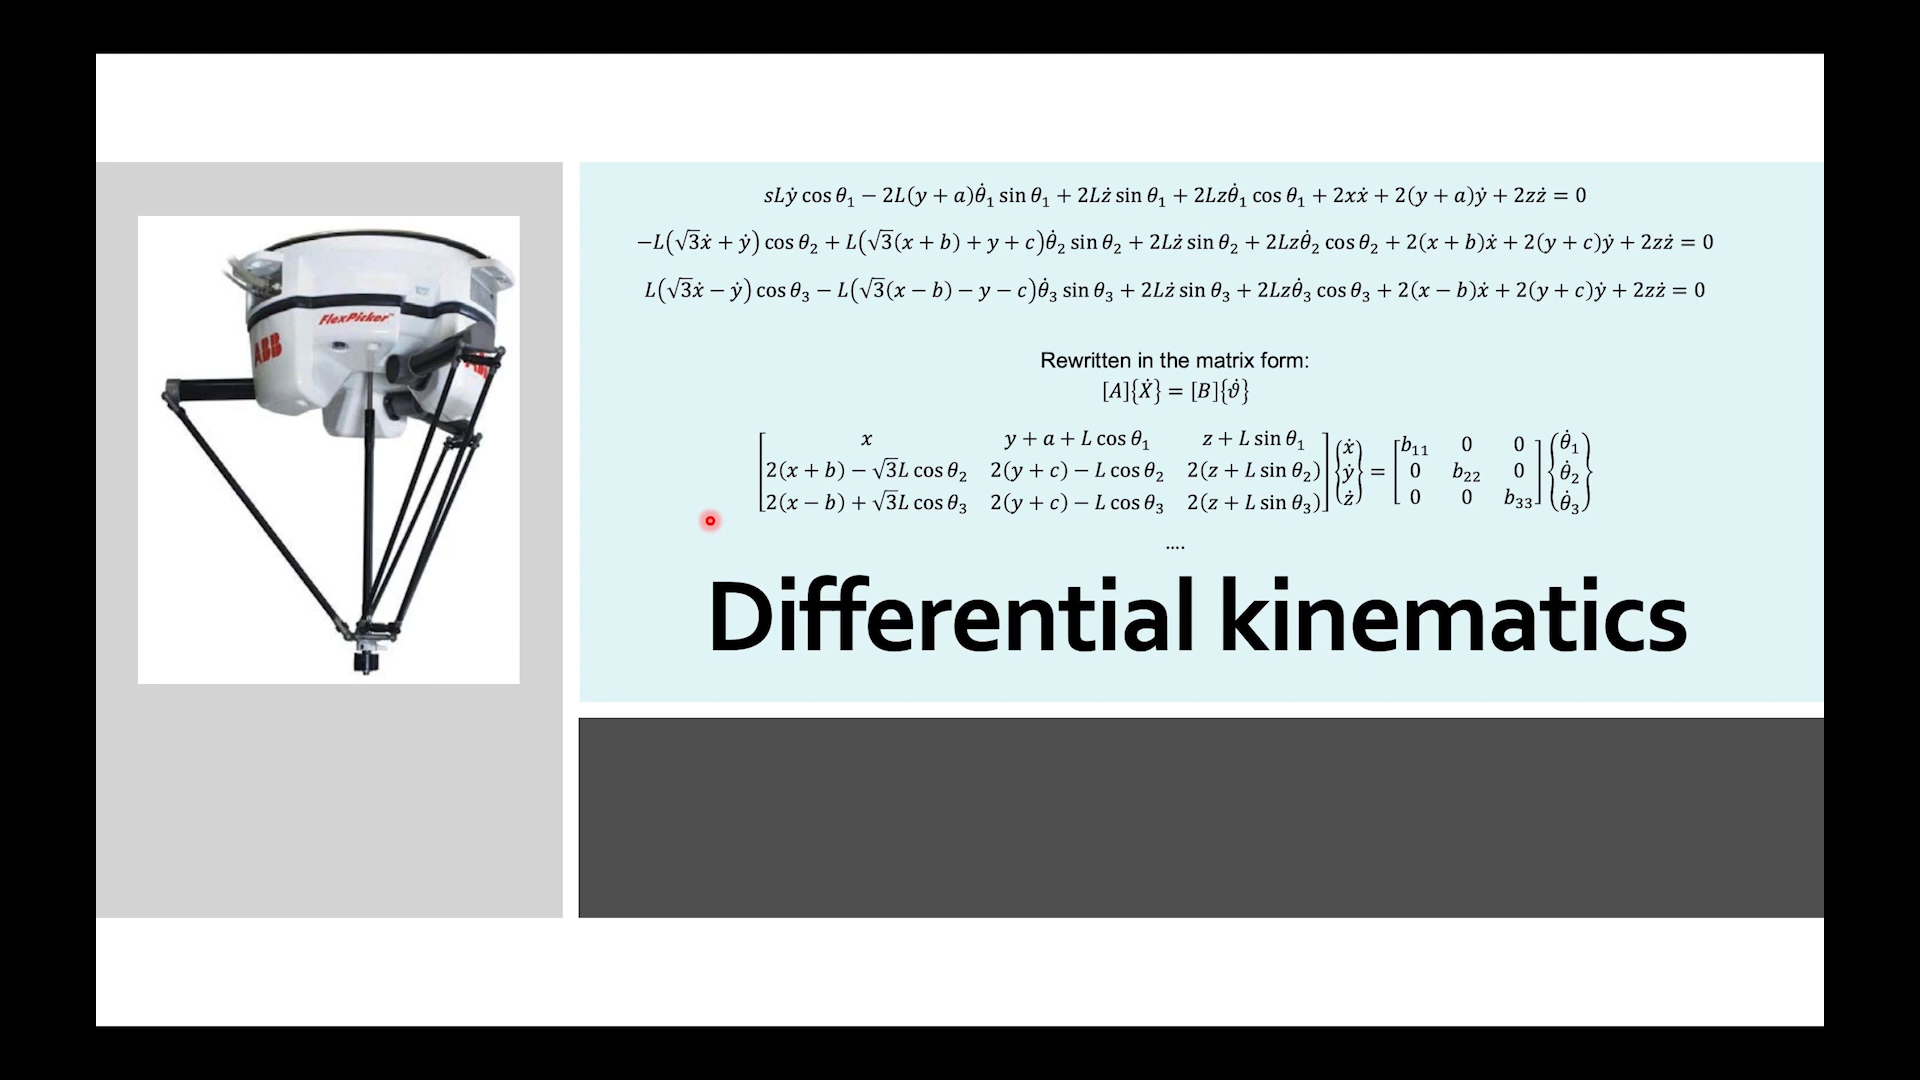 FlexPicker™
ABB
sLẏ cos θ₁ − 2L(y + a)θ̇₁ sin θ₁ + 2Lż sin θ₁ + 2Lzθ̇₁ cos θ₁ + 2xẋ + 2(y + a)ẏ + 2zż = 0
−L(√3ẋ + ẏ) cos θ₂ + L(√3(x + b) + y + c)θ̇₂ sin θ₂ + 2Lż sin θ₂ + 2Lzθ̇₂ cos θ₂ + 2(x + b)ẋ + 2(y + c)ẏ + 2zż = 0
L(√3ẋ − ẏ) cos θ₃ − L(√3(x − b) − y − c)θ̇₃ sin θ₃ + 2Lż sin θ₃ + 2Lzθ̇₃ cos θ₃ + 2(x − b)ẋ + 2(y + c)ẏ + 2zż = 0
Rewritten in the matrix form:
[A]{Ẋ} = [B]{ϑ̇}
[x y + a + L cos θ₁ z + L sin θ₁] {ẋ} [b₁₁ 0 0] {θ̇₁}
[2(x + b) − √3L cos θ₂ 2(y + c) − L cos θ₂ 2(z + L sin θ₂)] {ẏ} = [0 b₂₂ 0] {θ̇₂}
[2(x − b) + √3L cos θ₃ 2(y + c) − L cos θ₃ 2(z + L sin θ₃)] {ż} [0 0 b₃₃] {θ̇₃}
....
Differential kinematics